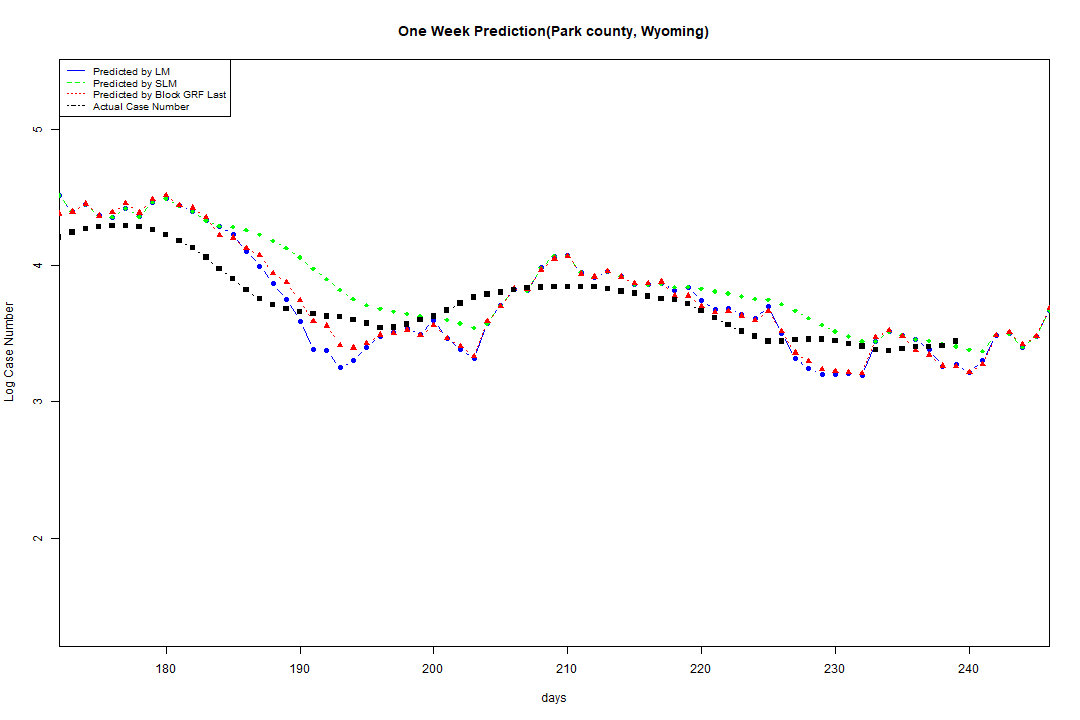 One Week Prediction(Park county, Wyoming)
Predicted by LM
Predicted by SLM
Predicted by Block GRF Last
Actual Case Number
5
4
3
2
Log Case Number
180 190 200 210 220 230 240
days